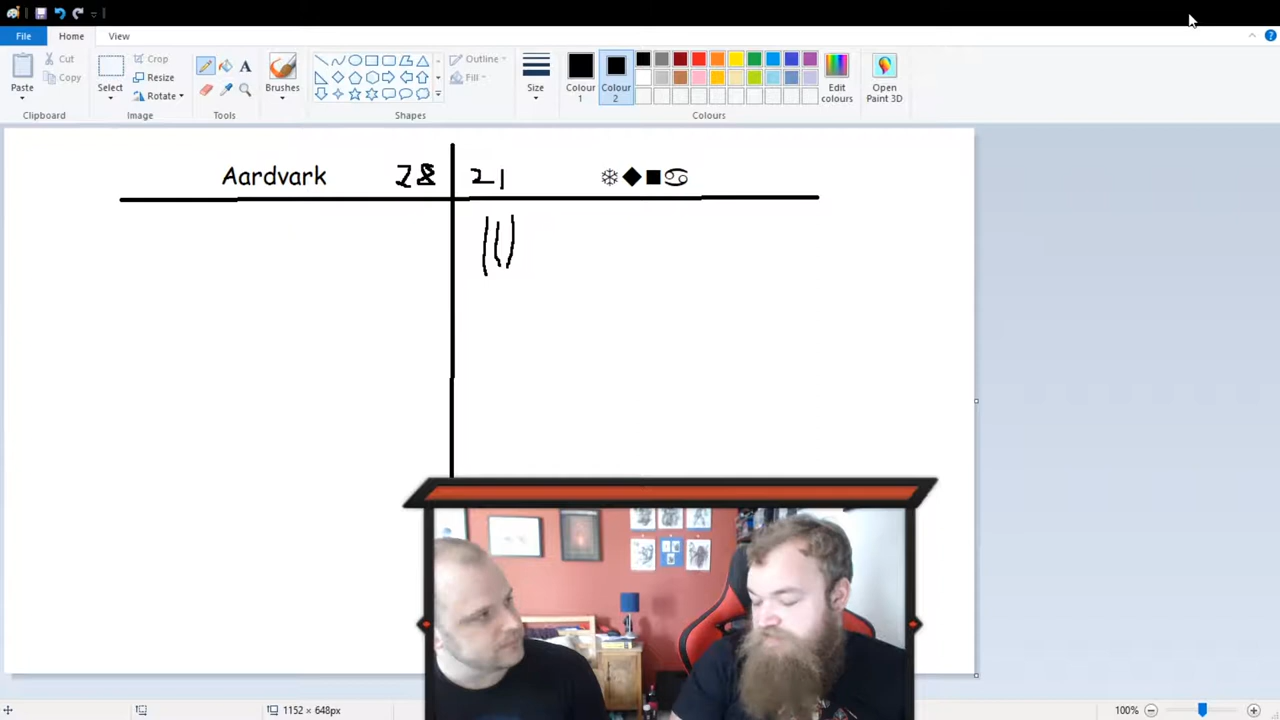 File Home View
Paste Cut Copy Select Crop Resize Rotate Brushes Outline Fill Size Colour 1 Colour 2 Edit colours Open Paint 3D
Clipboard Image Tools Shapes Colours
Aardvark 28 21 ❄◆■♋
|||
1152 × 648px 100%